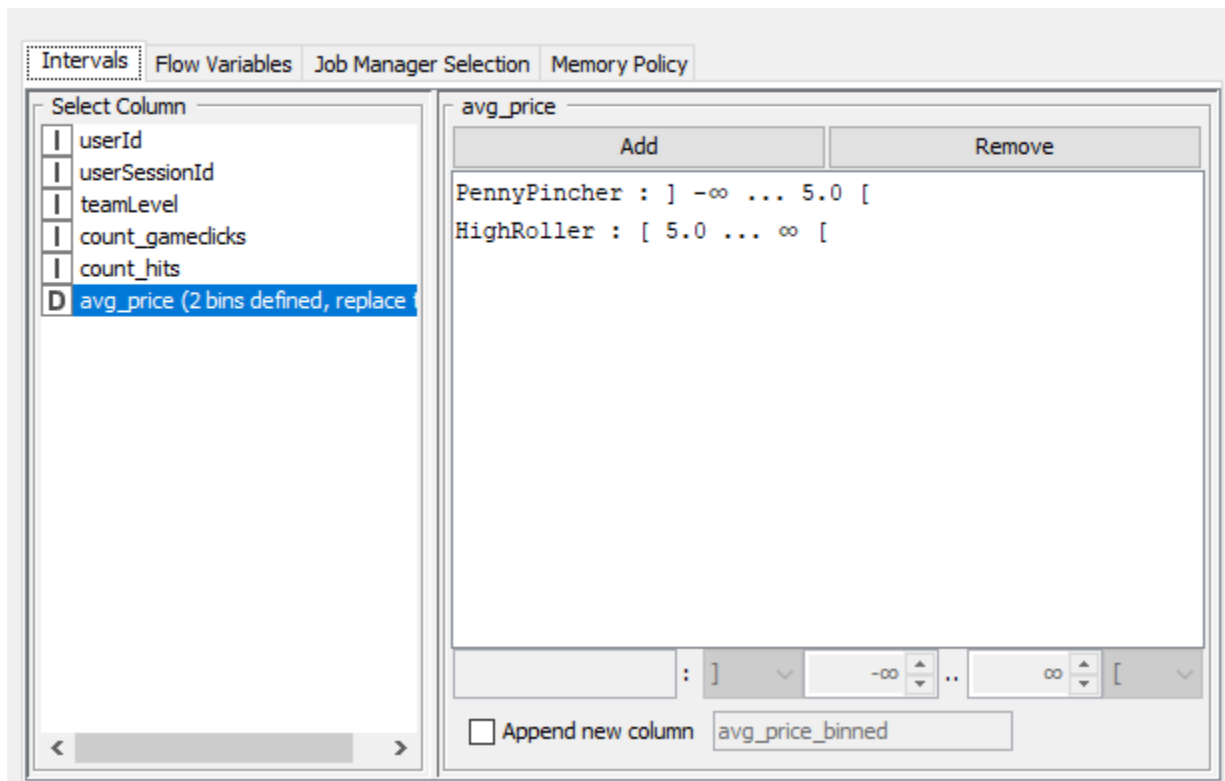 Intervals Flow Variables Job Manager Selection Memory Policy
Select Column
I userId
I userSessionId
I teamLevel
I count_gameclicks
I count_hits
D avg_price (2 bins defined, replace
avg_price
Add Remove
PennyPincher : ] -∞ ... 5.0 [
HighRoller : [ 5.0 ... ∞ [
: ] -∞ .. ∞ [
Append new column avg_price_binned